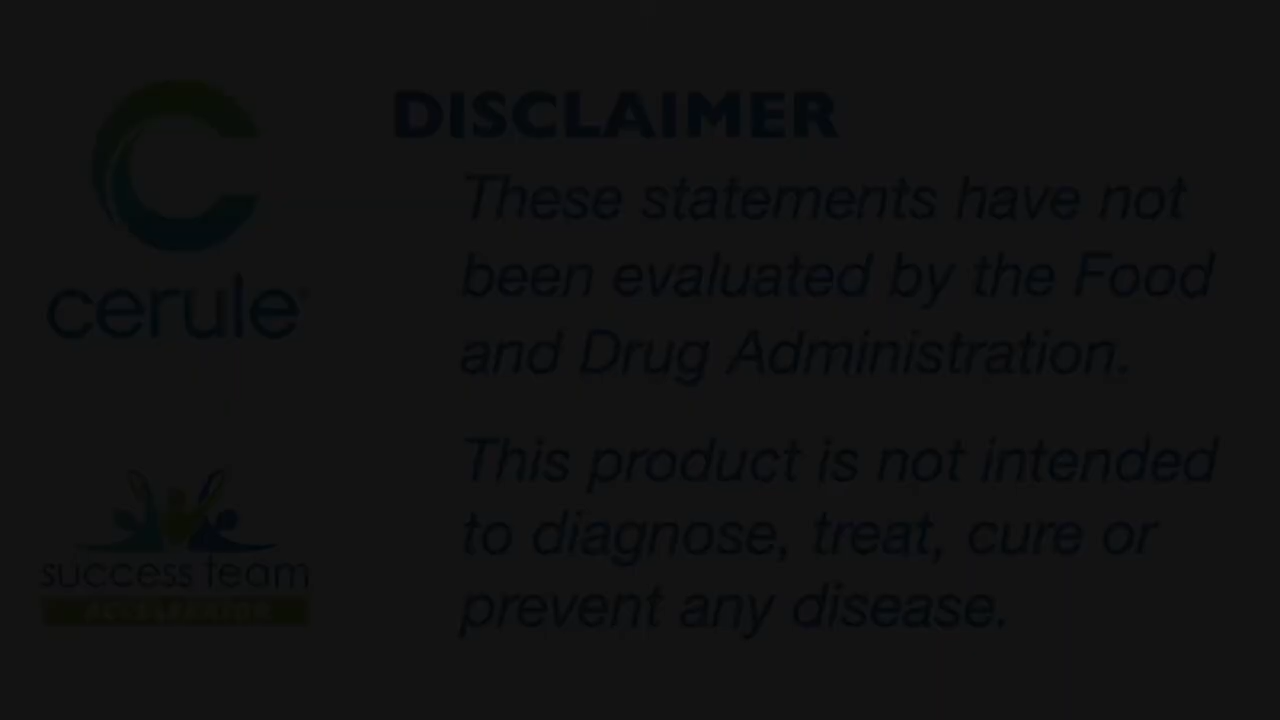 DISCLAIMER
These statements have not
been evaluated by the Food
and Drug Administration.
This product is not intended
to diagnose, treat, cure or
prevent any disease.
cerule®
success team